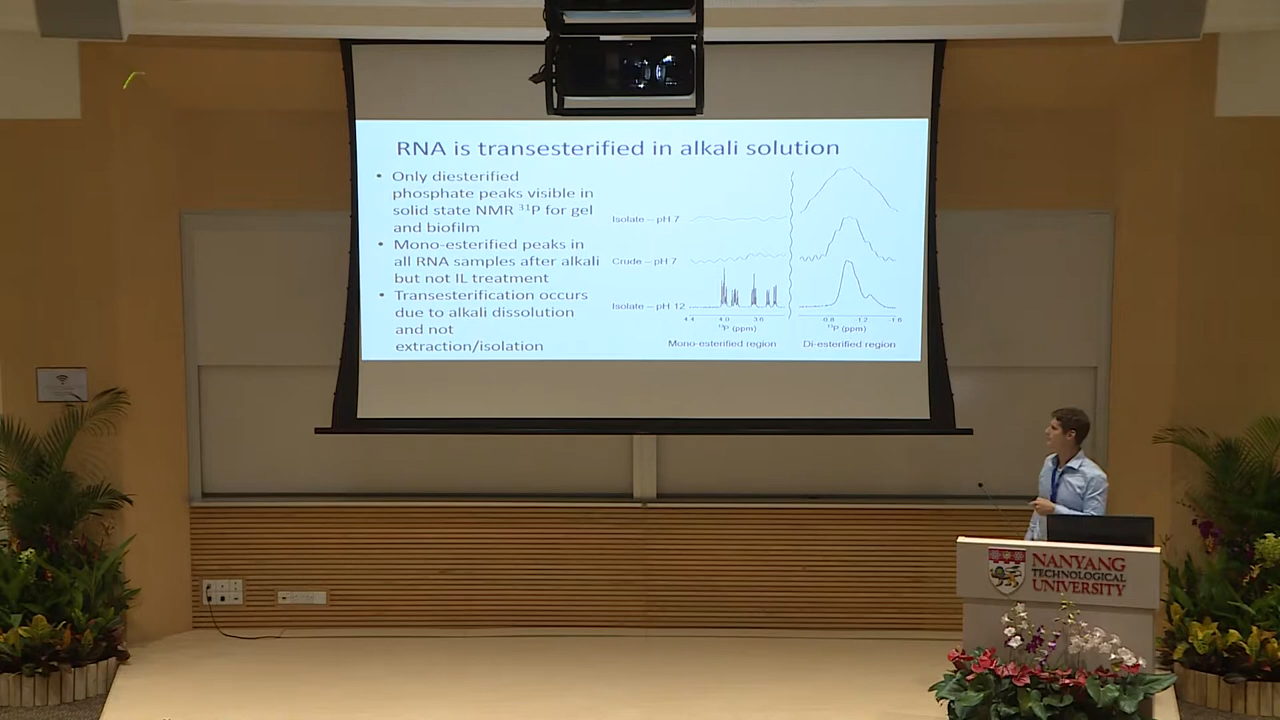 RNA is transesterified in alkali solution
• Only diesterified
phosphate peaks visible in
solid state NMR ³¹P for gel
and biofilm
• Mono-esterified peaks in
all RNA samples after alkali
but not IL treatment
• Transesterification occurs
due to alkali dissolution
and not
extraction/isolation
Isolate – pH 7
Crude – pH 7
Isolate – pH 12
4.4 4.0 3.6
³¹P (ppm)
Mono-esterified region
-0.8 -1.2 -1.6
³¹P (ppm)
Di-esterified region
NANYANG
TECHNOLOGICAL
UNIVERSITY